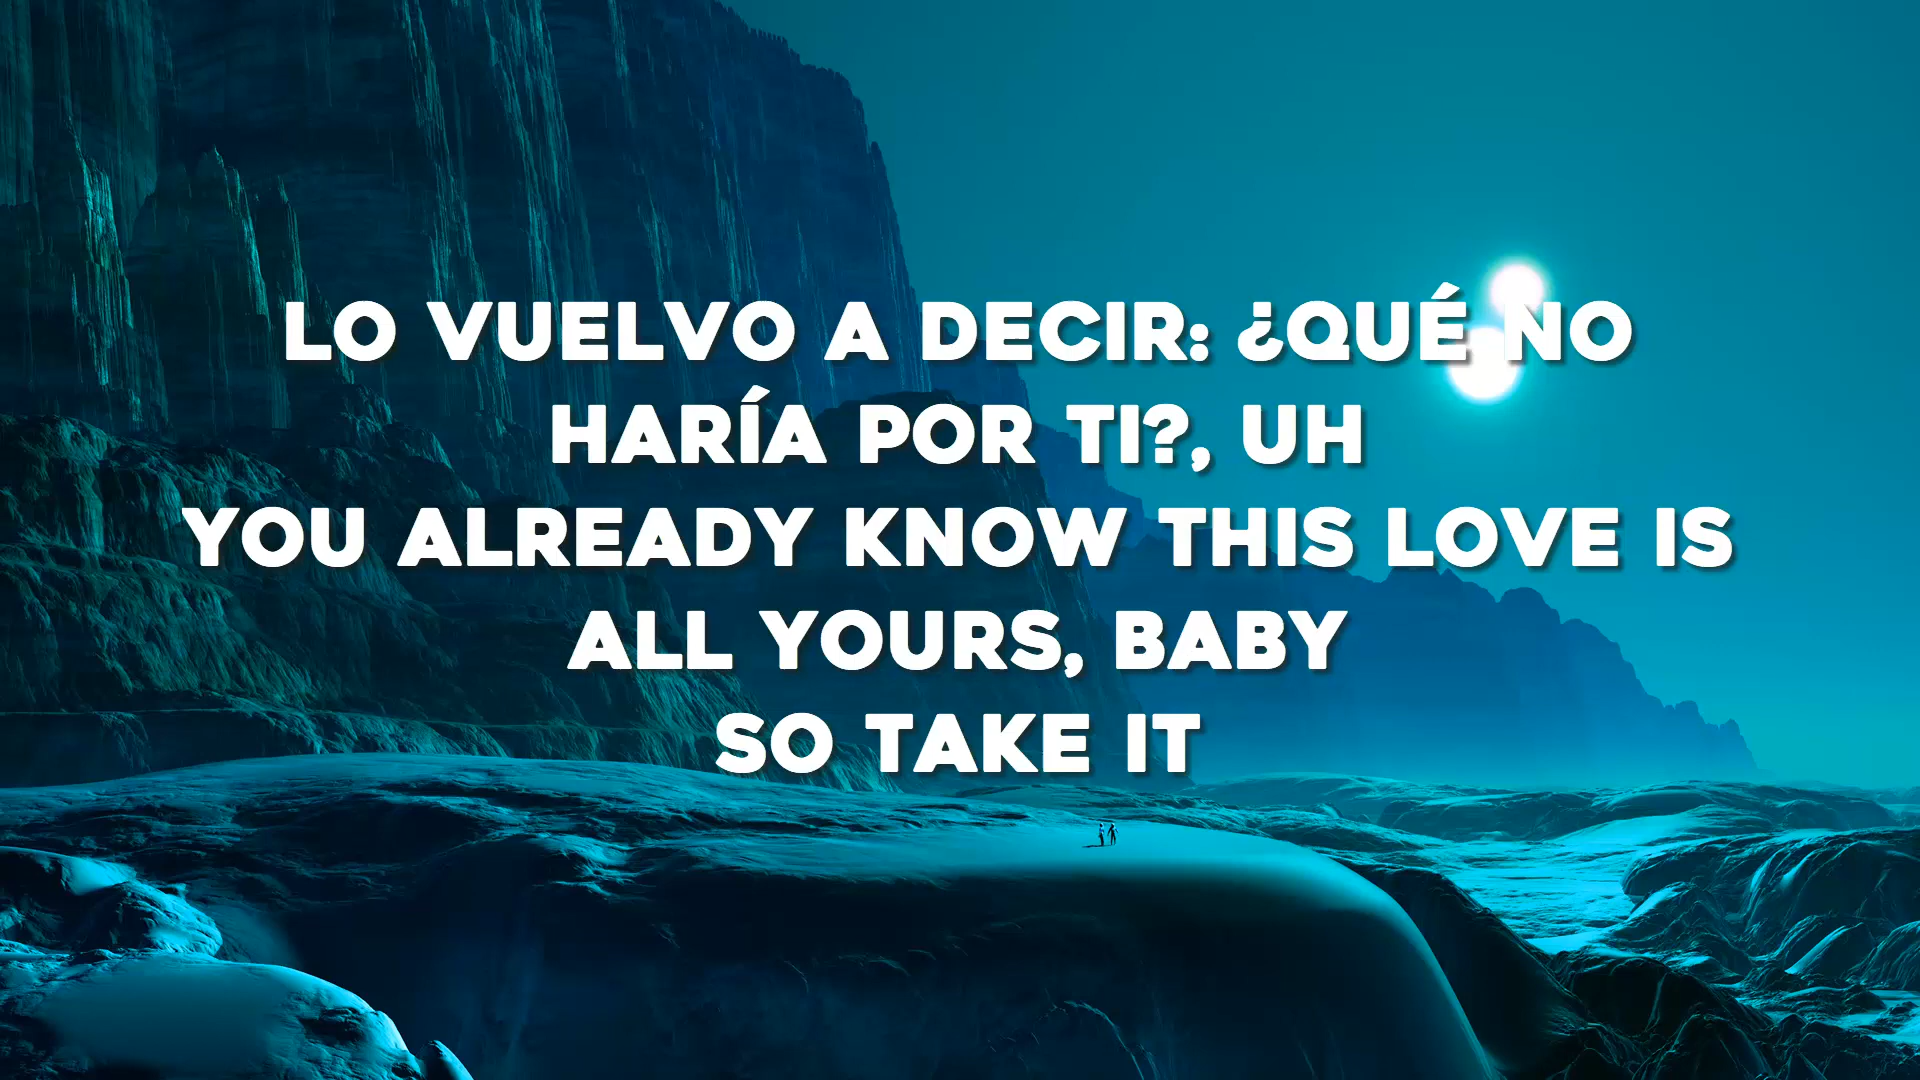 LO VUELVO A DECIR: ¿QUÉ NO
HARÍA POR TI?, UH
YOU ALREADY KNOW THIS LOVE IS
ALL YOURS, BABY
SO TAKE IT